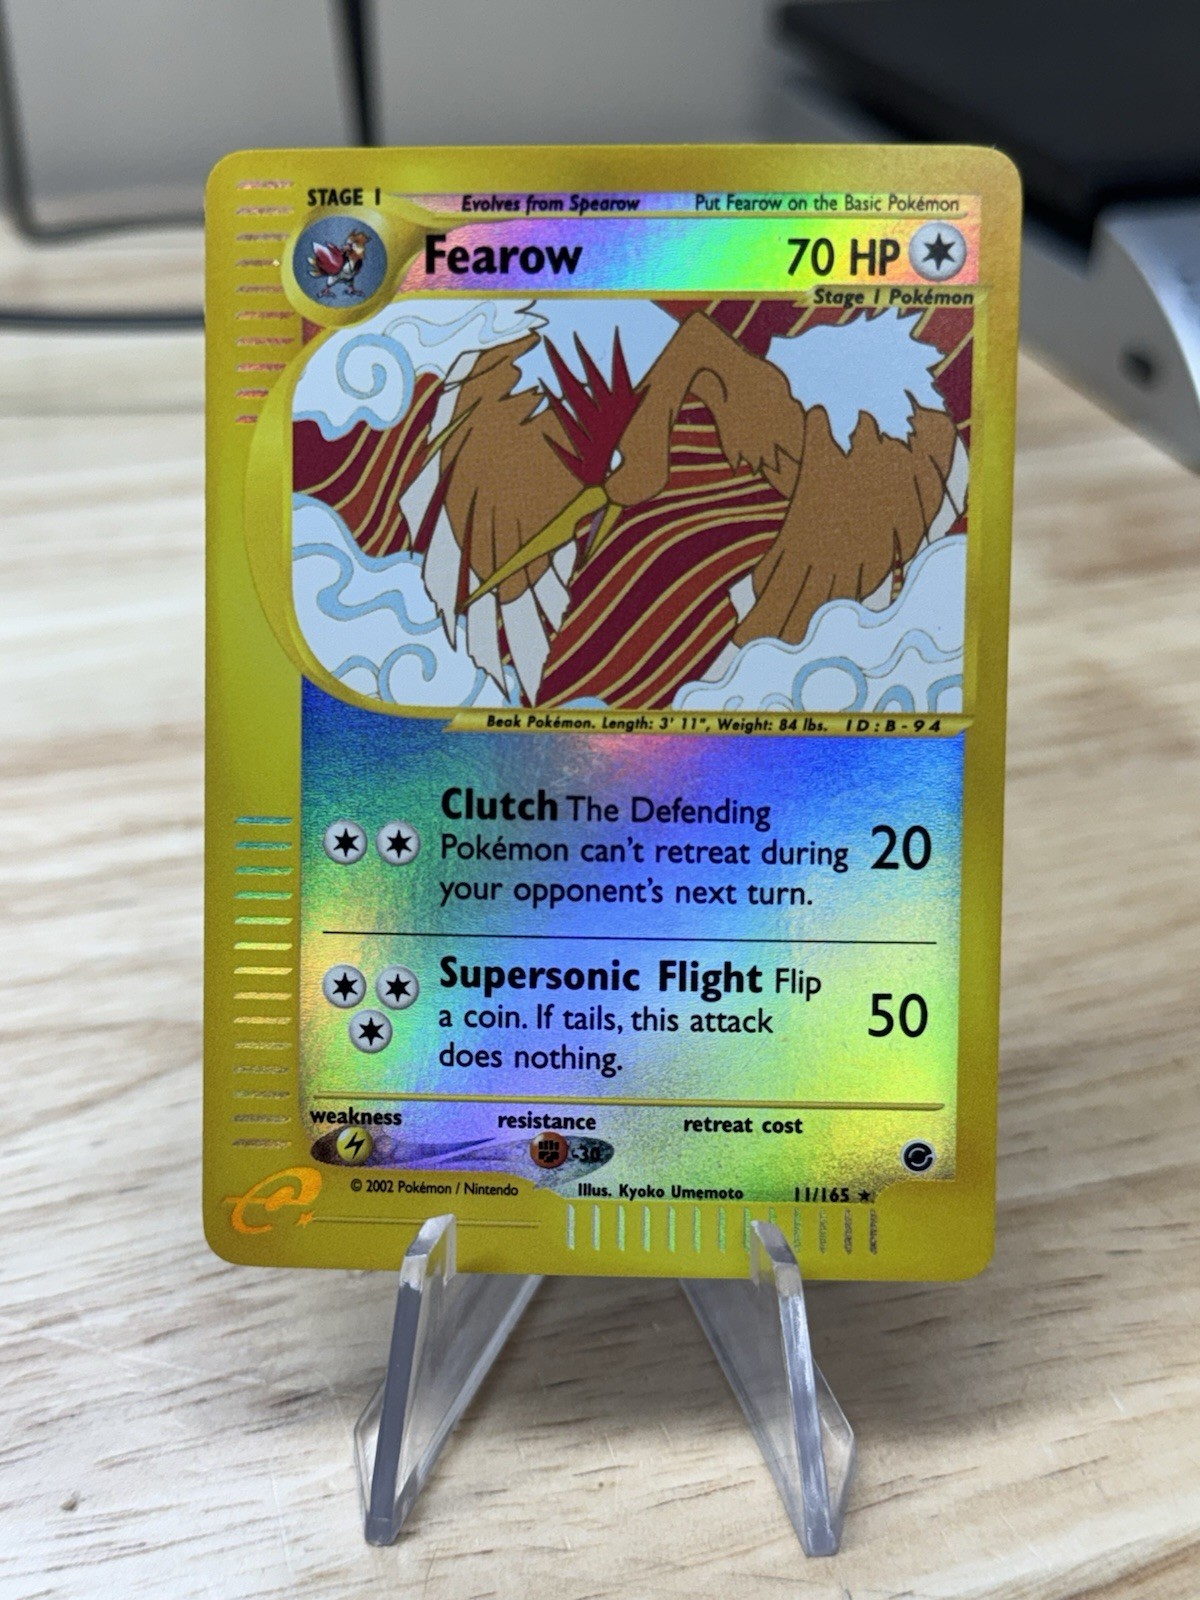 STAGE 1 Evolves from Spearow Put Fearow on the Basic Pokémon
Fearow 70 HP
Stage 1 Pokémon
Beak Pokémon. Length: 3' 11", Weight: 84 lbs. ID:B-94
Clutch The Defending
Pokémon can't retreat during
your opponent's next turn.
20
Supersonic Flight Flip
a coin. If tails, this attack
does nothing.
50
weakness resistance retreat cost
-30
© 2002 Pokémon / Nintendo Illus. Kyoko Umemoto 11/165 ★
e